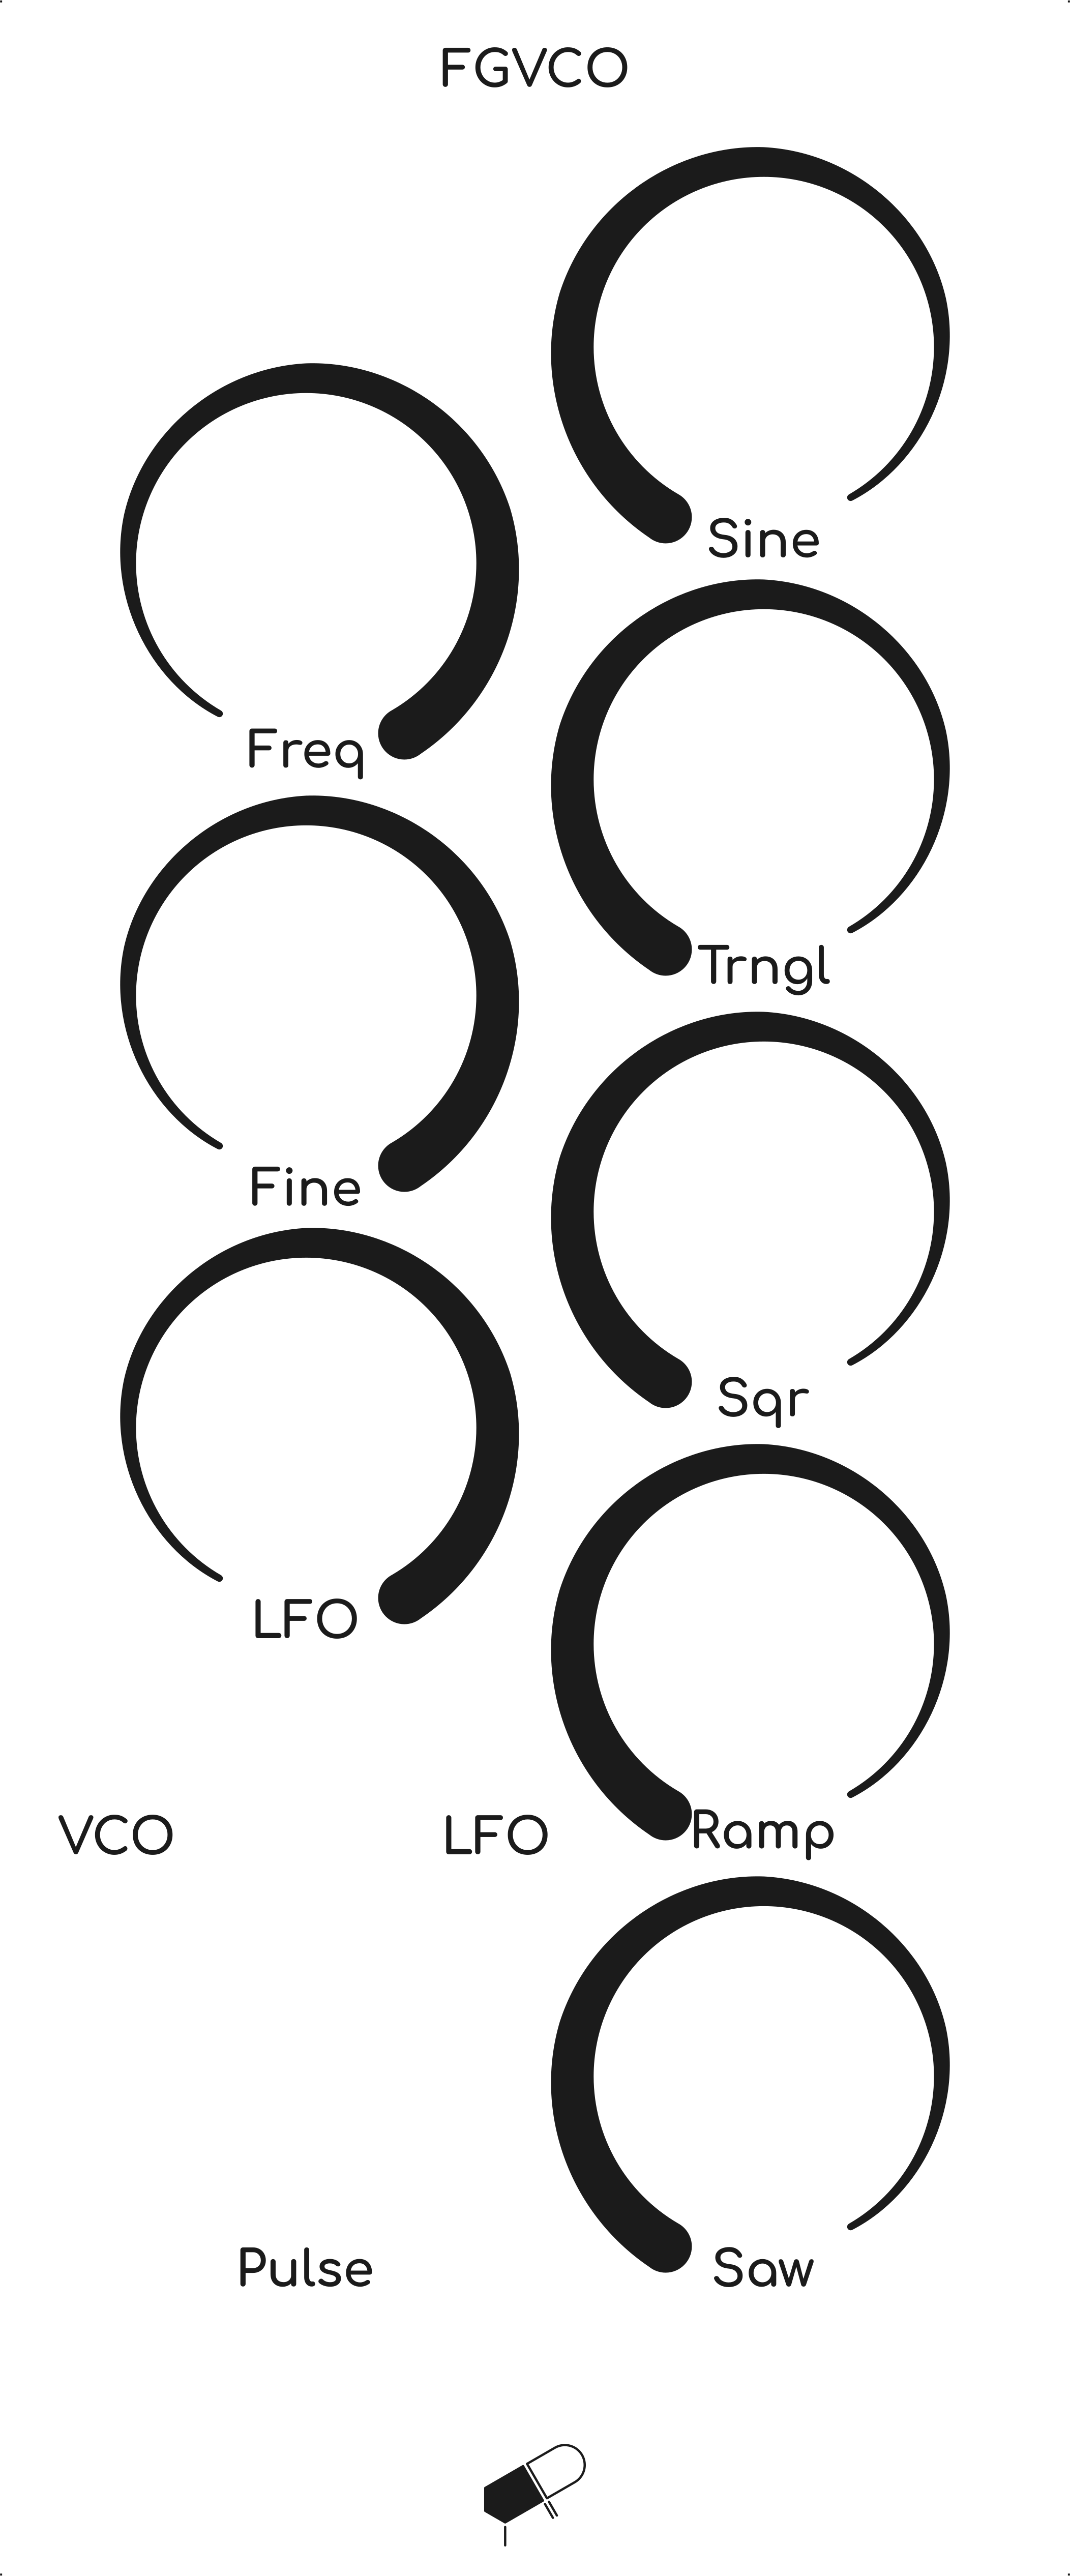 FGVCO
Sine
Freq
Trngl
Fine
Sqr
LFO
Ramp
VCO
LFO
Pulse
Saw